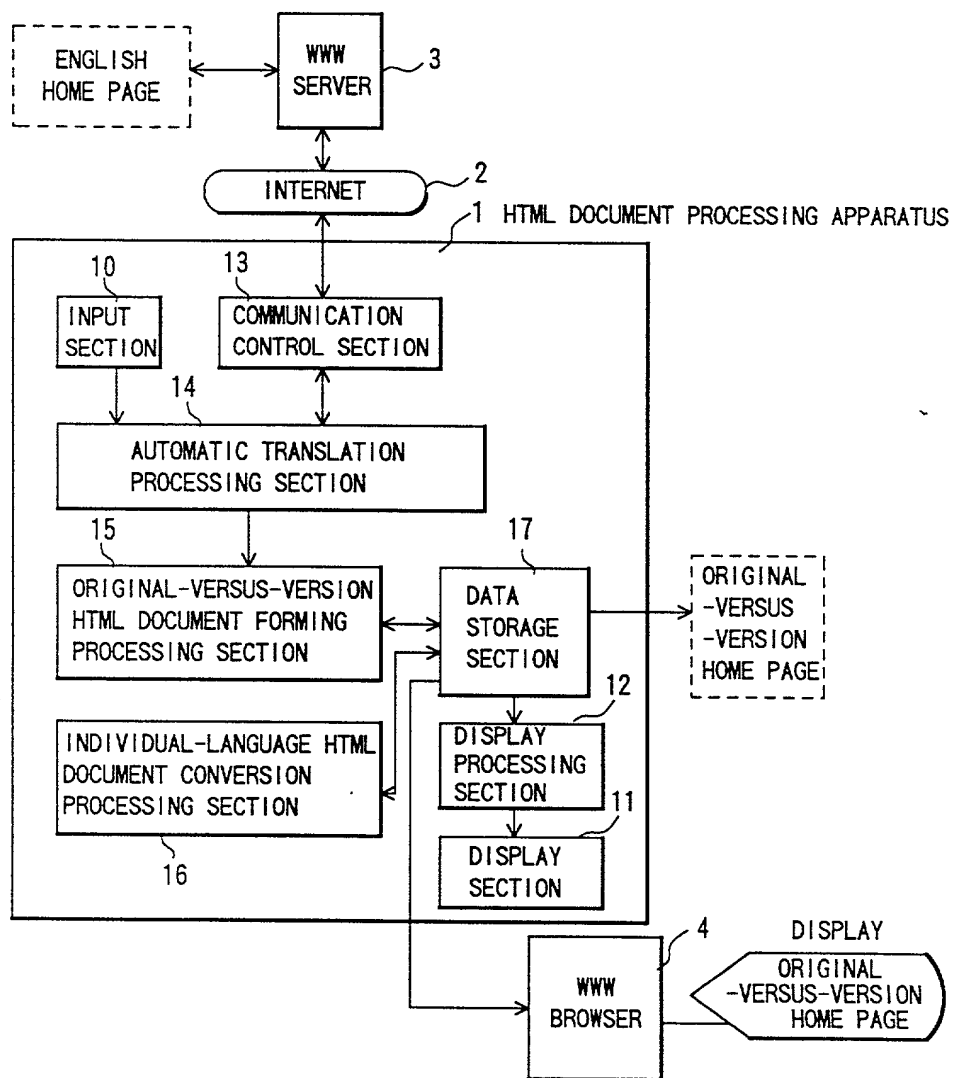 ENGLISH
HOME PAGE
WWW
SERVER
3
INTERNET
2
1 HTML DOCUMENT PROCESSING APPARATUS
10
INPUT
SECTION
13
COMMUNICATION
CONTROL SECTION
14
AUTOMATIC TRANSLATION
PROCESSING SECTION
15
ORIGINAL-VERSUS-VERSION
HTML DOCUMENT FORMING
PROCESSING SECTION
17
DATA
STORAGE
SECTION
ORIGINAL
-VERSUS
-VERSION
HOME PAGE
INDIVIDUAL-LANGUAGE HTML
DOCUMENT CONVERSION
PROCESSING SECTION
16
12
DISPLAY
PROCESSING
SECTION
11
DISPLAY
SECTION
4
WWW
BROWSER
DISPLAY
ORIGINAL
-VERSUS-VERSION
HOME PAGE